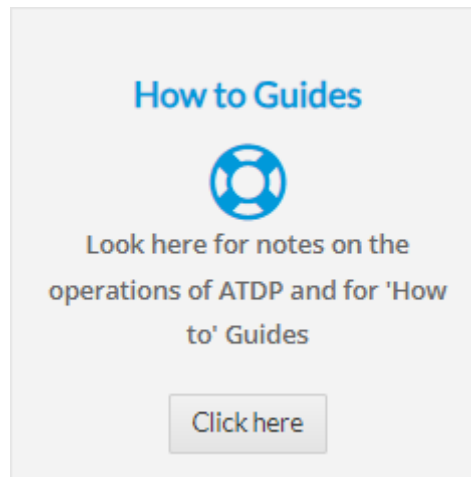 How to Guides
Look here for notes on the
operations of ATDP and for 'How
to' Guides
Click here